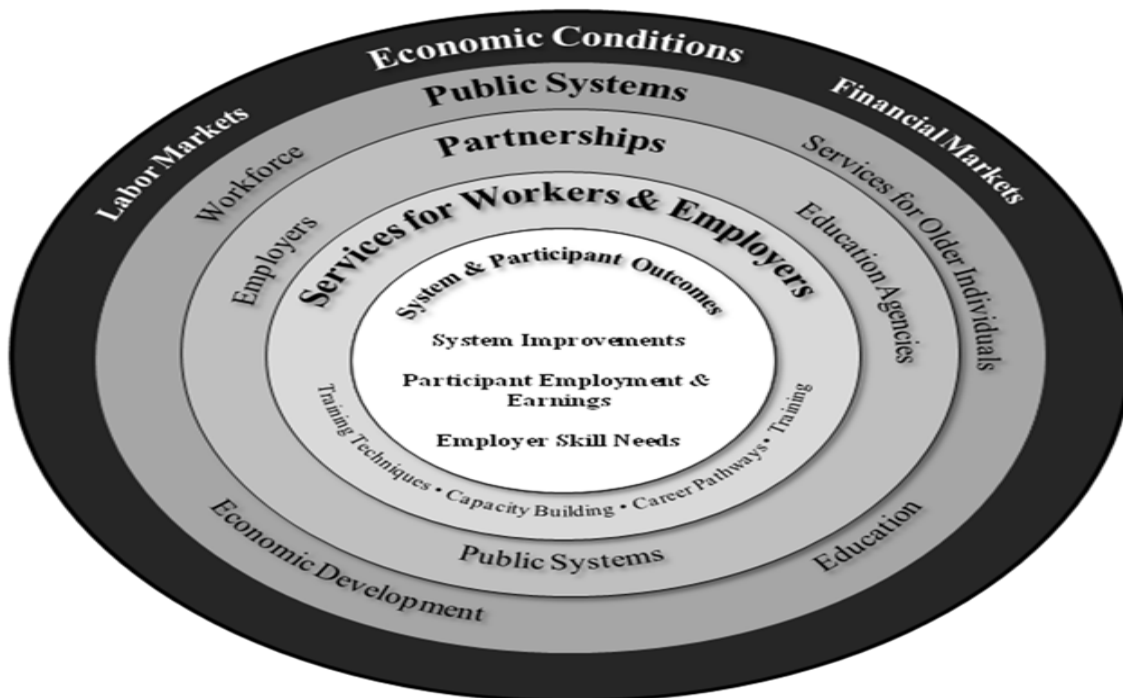 Economic Conditions
Labor Markets
Financial Markets
Public Systems
Workforce
Services for Older Individuals
Economic Development
Education
Partnerships
Employers
Education Agencies
Public Systems
Services for Workers & Employers
Training Techniques • Capacity Building • Career Pathways • Training
System & Participant Outcomes
System Improvements
Participant Employment &
Earnings
Employer Skill Needs